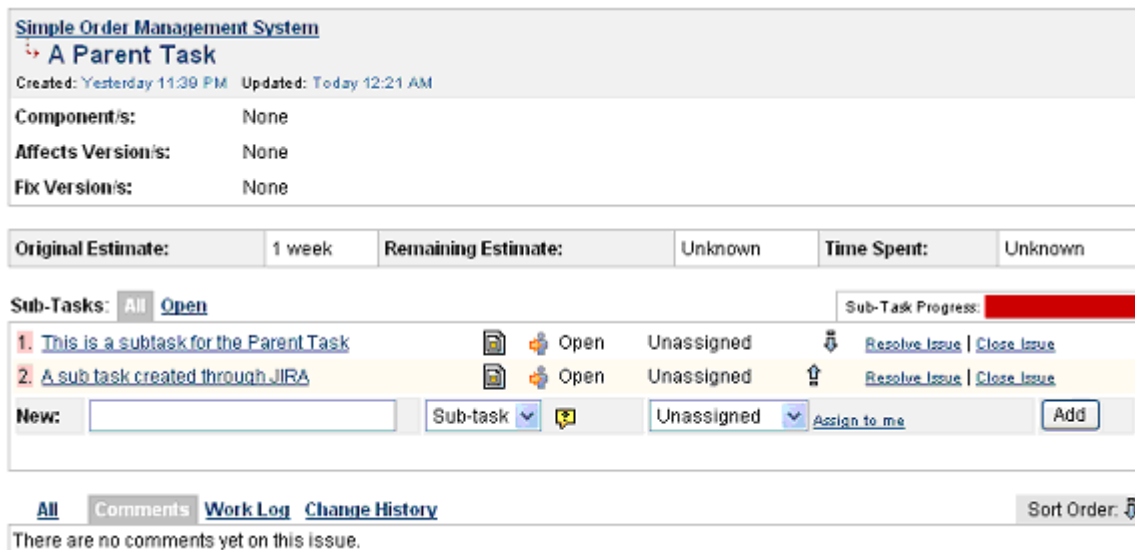 Simple Order Management System
A Parent Task
Created: Yesterday 11:39 PM Updated: Today 12:21 AM
Component/s: None
Affects Version/s: None
Fix Version/s: None
Original Estimate: 1 week Remaining Estimate: Unknown Time Spent: Unknown
Sub-Tasks: All Open Sub-Task Progress:
1. This is a subtask for the Parent Task Open Unassigned Resolve Issue | Close Issue
2. A sub task created through JIRA Open Unassigned Resolve Issue | Close Issue
New: Sub-task Unassigned Assign to me Add
All Comments Work Log Change History Sort Order:
There are no comments yet on this issue.